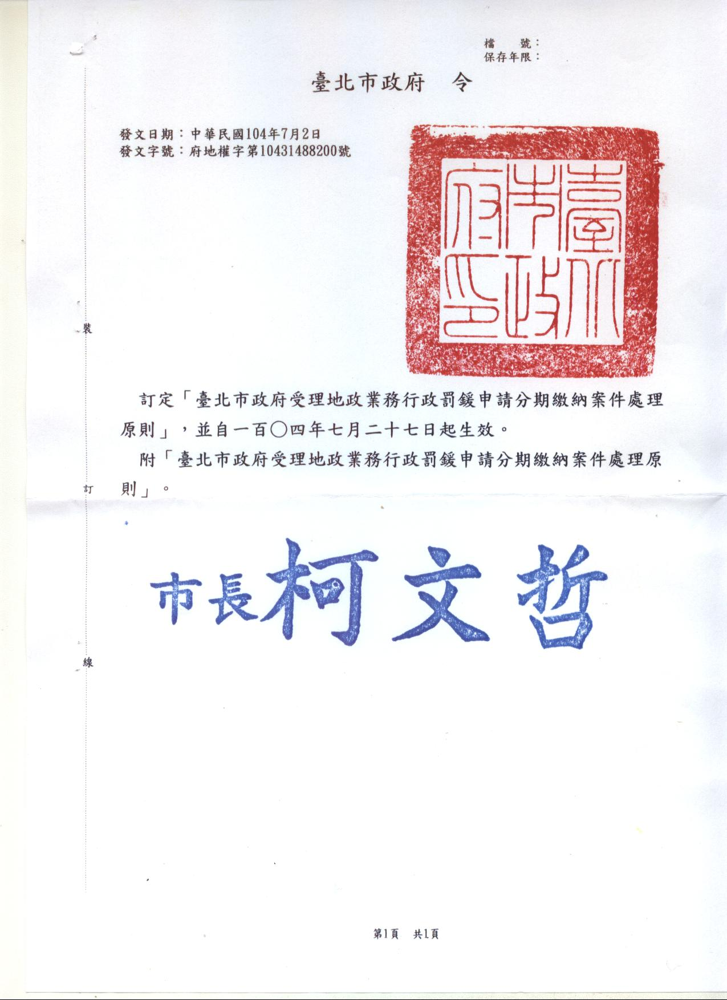 檔　　號：
保存年限：
臺北市政府　令
發文日期：中華民國104年7月2日
發文字號：府地權字第10431488200號
臺北市政府印
裝
訂定「臺北市政府受理地政業務行政罰鍰申請分期繳納案件處理
原則」，並自一百〇四年七月二十七日起生效。
附「臺北市政府受理地政業務行政罰鍰申請分期繳納案件處理原
則」。
訂
市長柯文哲
線
第1頁　共1頁